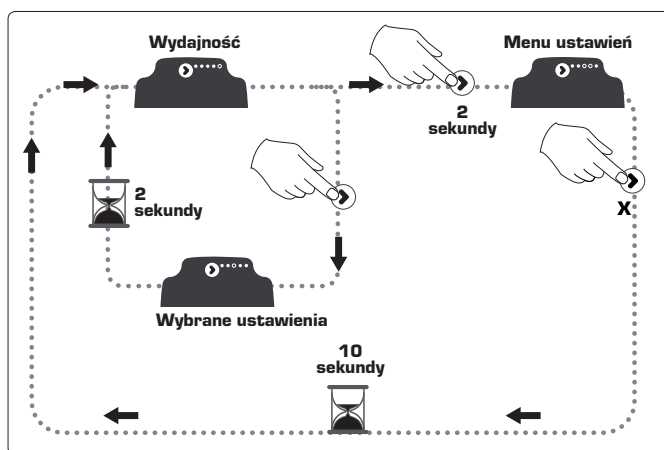 Wydajność
Menu ustawień
2
sekundy
2
sekundy
X
Wybrane ustawienia
10
sekundy